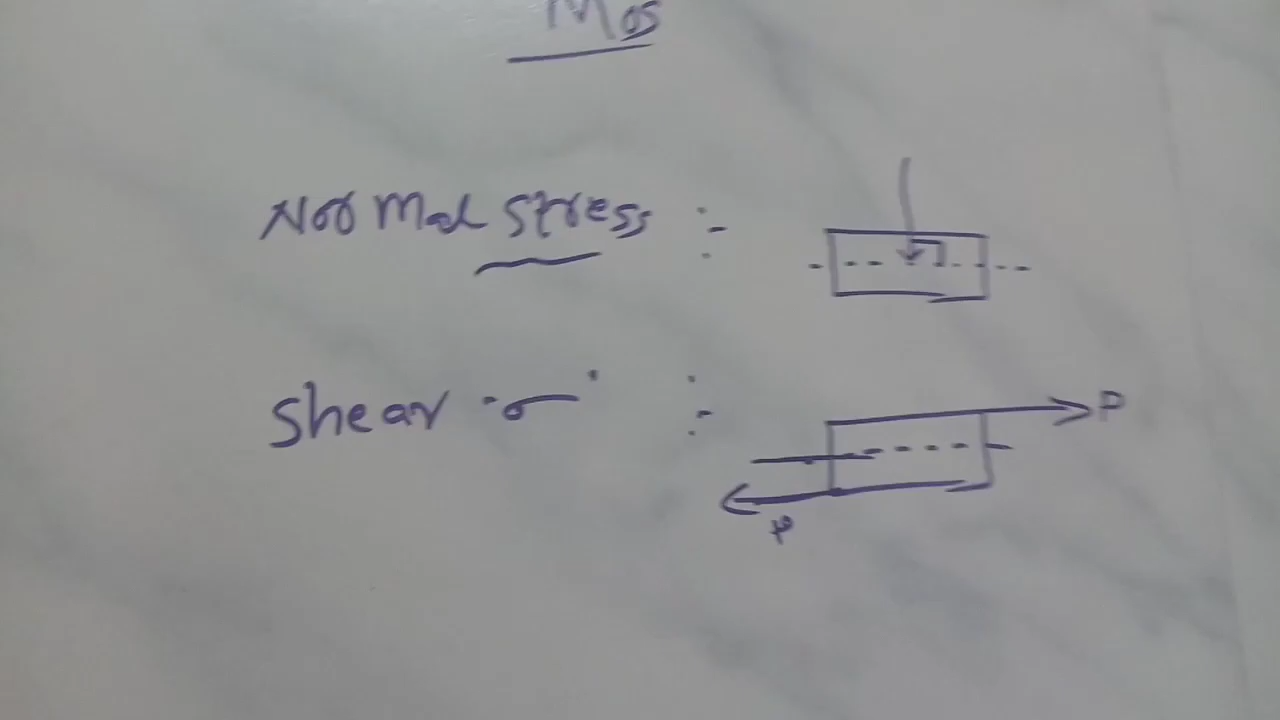 Mos
Normal stress :-
Shear -〃- :-
P
P